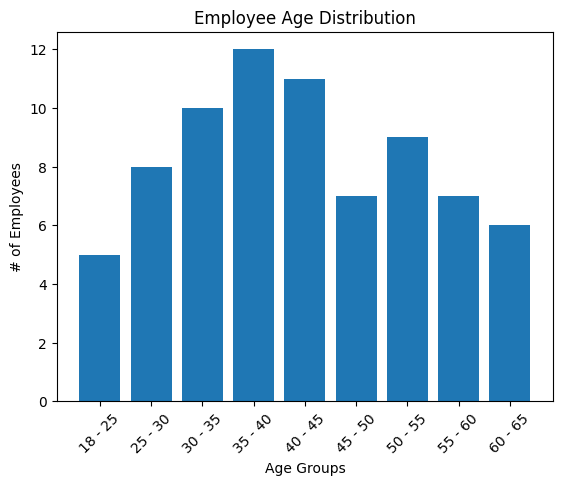 Employee Age Distribution
# of Employees
12
10
8
6
4
2
0
18 - 25
25 - 30
30 - 35
35 - 40
40 - 45
45 - 50
50 - 55
55 - 60
60 - 65
Age Groups